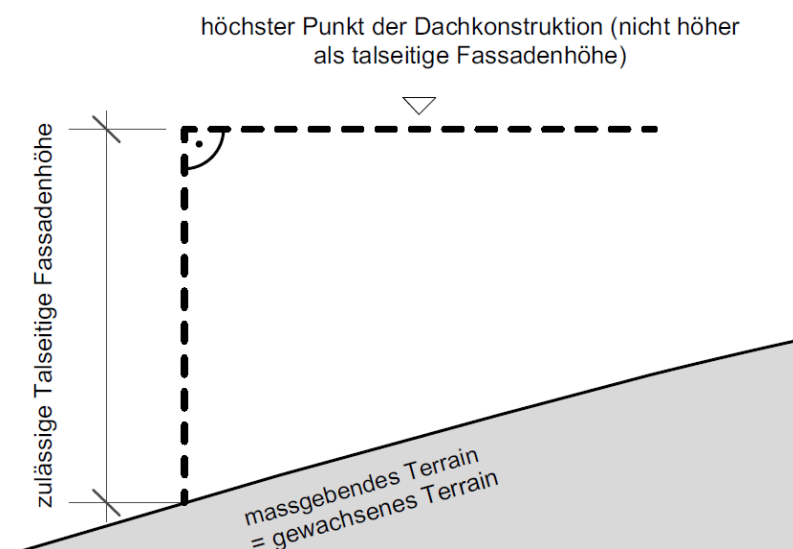 höchster Punkt der Dachkonstruktion (nicht höher
als talseitige Fassadenhöhe)
zulässige Talseitige Fassadenhöhe
massgebendes Terrain
= gewachsenes Terrain